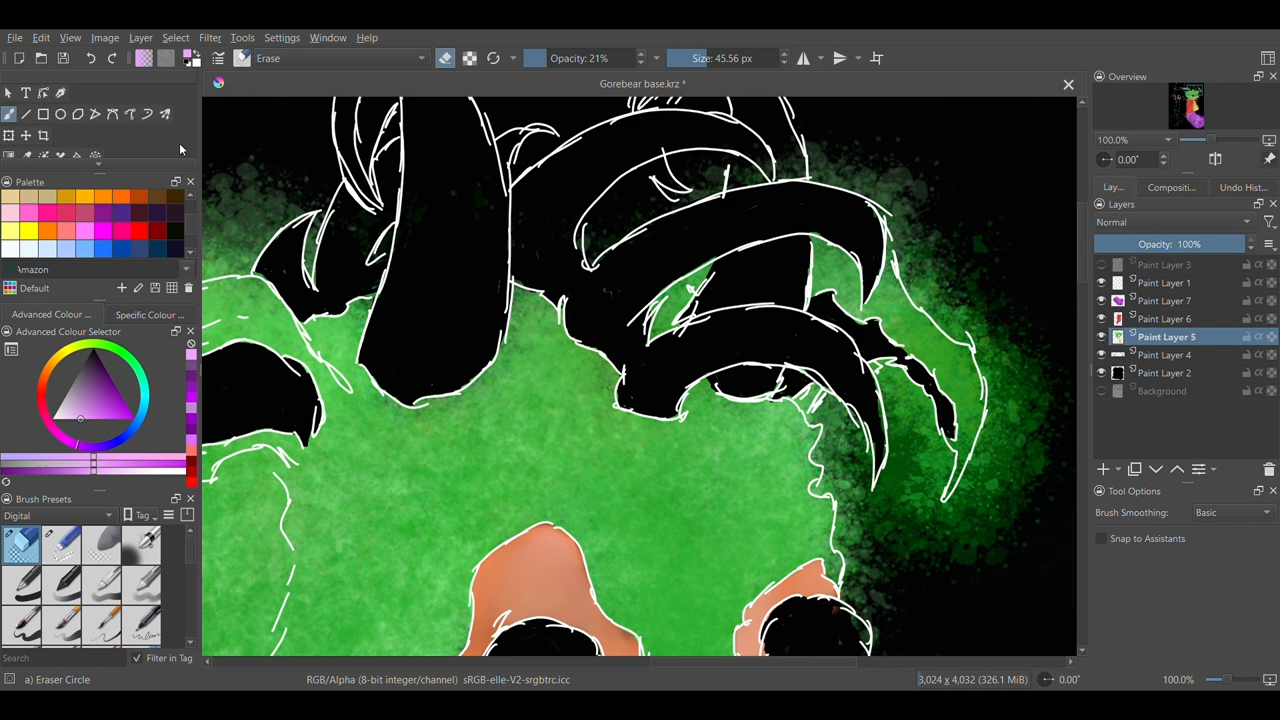 File Edit View Image Layer Select Filter Tools Settings Window Help
Erase Opacity: 21% Size: 45.56 px
Gorebear base.krz *
Overview
100.0%
0.00°
Palette
Lay... Compositi... Undo Hist...
Layers
Normal
Opacity: 100%
Amazon
Paint Layer 3
Default
Paint Layer 1
Paint Layer 7
Advanced Colour ... Specific Colour ...
Paint Layer 6
Advanced Colour Selector
Paint Layer 5
Paint Layer 4
Paint Layer 2
Background
Tool Options
Brush Presets
Digital Tag
Brush Smoothing: Basic
Snap to Assistants
Search Filter in Tag
a) Eraser Circle RGB/Alpha (8-bit integer/channel) sRGB-elle-V2-srgbtrc.icc 3,024 x 4,032 (326.1 MiB) 0.00° 100.0%